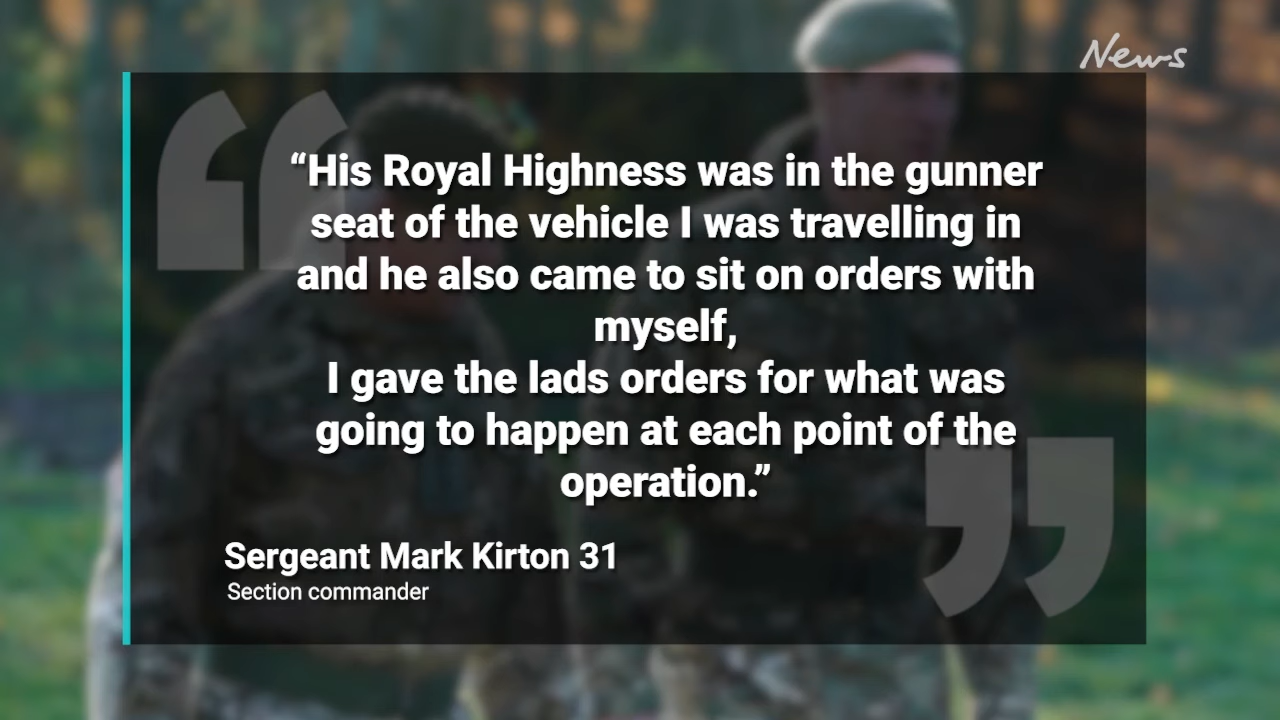 News
“His Royal Highness was in the gunner
seat of the vehicle I was travelling in
and he also came to sit on orders with
myself,
I gave the lads orders for what was
going to happen at each point of the
operation.”
Sergeant Mark Kirton 31
Section commander